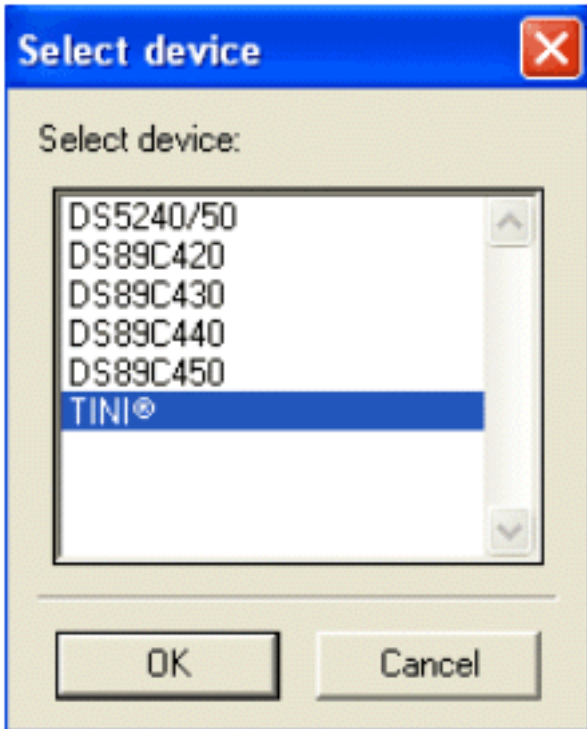 Select device
Select device:
DS5240/50
DS89C420
DS89C430
DS89C440
DS89C450
TINI®
OK
Cancel